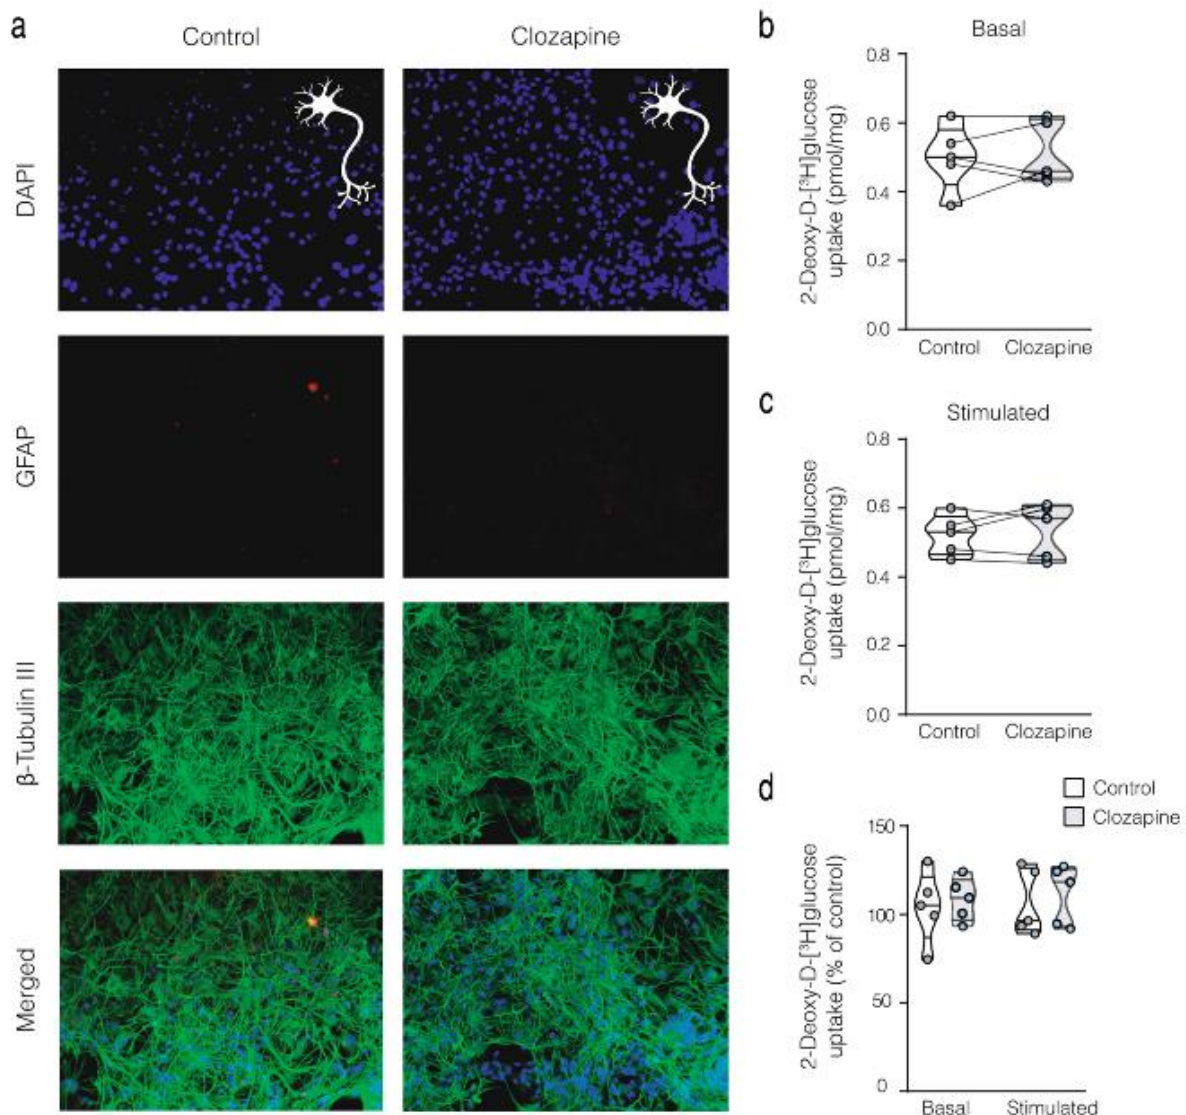 a
Control
Clozapine
DAPI
GFAP
β-Tubulin III
Merged
b
Basal
2-Deoxy-D-[³H]glucose
uptake (pmol/mg)
0.8
0.6
0.4
0.2
0.0
Control
Clozapine
c
Stimulated
2-Deoxy-D-[³H]glucose
uptake (pmol/mg)
0.8
0.6
0.4
0.2
0.0
Control
Clozapine
d
Control
Clozapine
2-Deoxy-D-[³H]glucose
uptake (% of control)
150
100
50
0
Basal
Stimulated